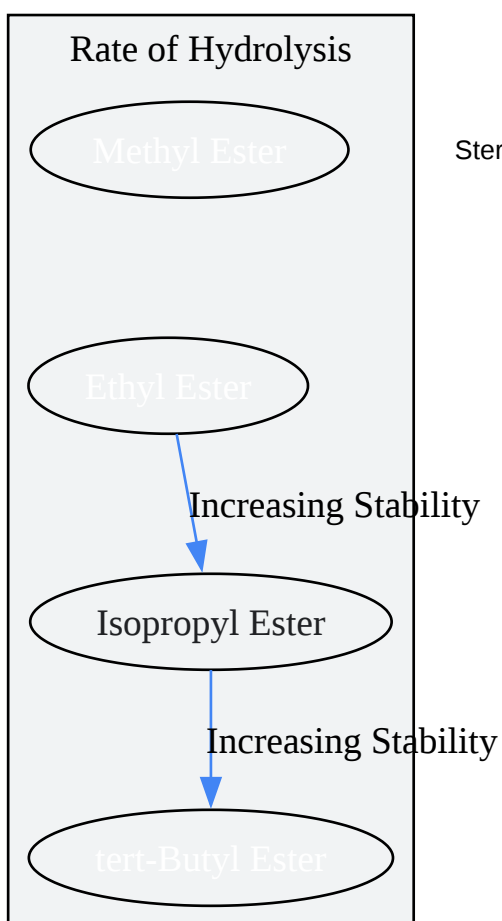 Rate of Hydrolysis
Methyl Ester
Ster
Ethyl Ester
Increasing Stability
Isopropyl Ester
Increasing Stability
tert-Butyl Ester